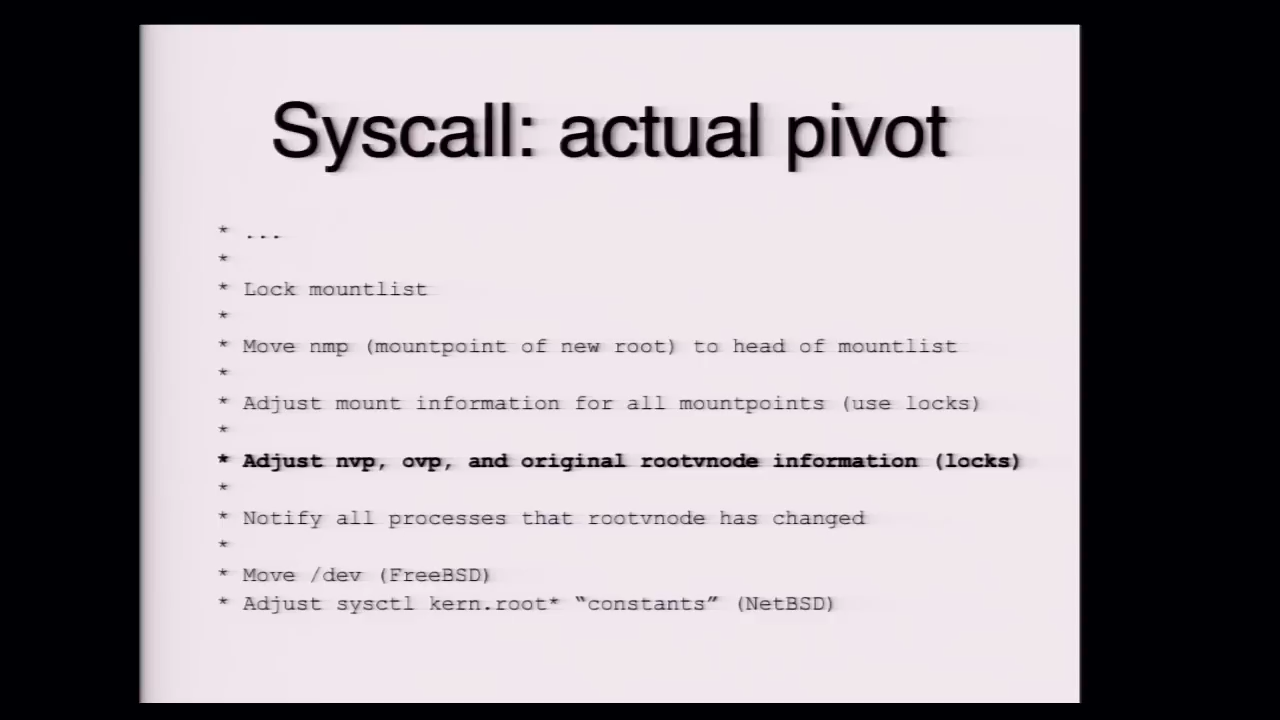 Syscall: actual pivot
* ...
*
* Lock mountlist
*
* Move nmp (mountpoint of new root) to head of mountlist
*
* Adjust mount information for all mountpoints (use locks)
*
* Adjust nvp, ovp, and original rootvnode information (locks)
*
* Notify all processes that rootvnode has changed
*
* Move /dev (FreeBSD)
* Adjust sysctl kern.root* “constants” (NetBSD)